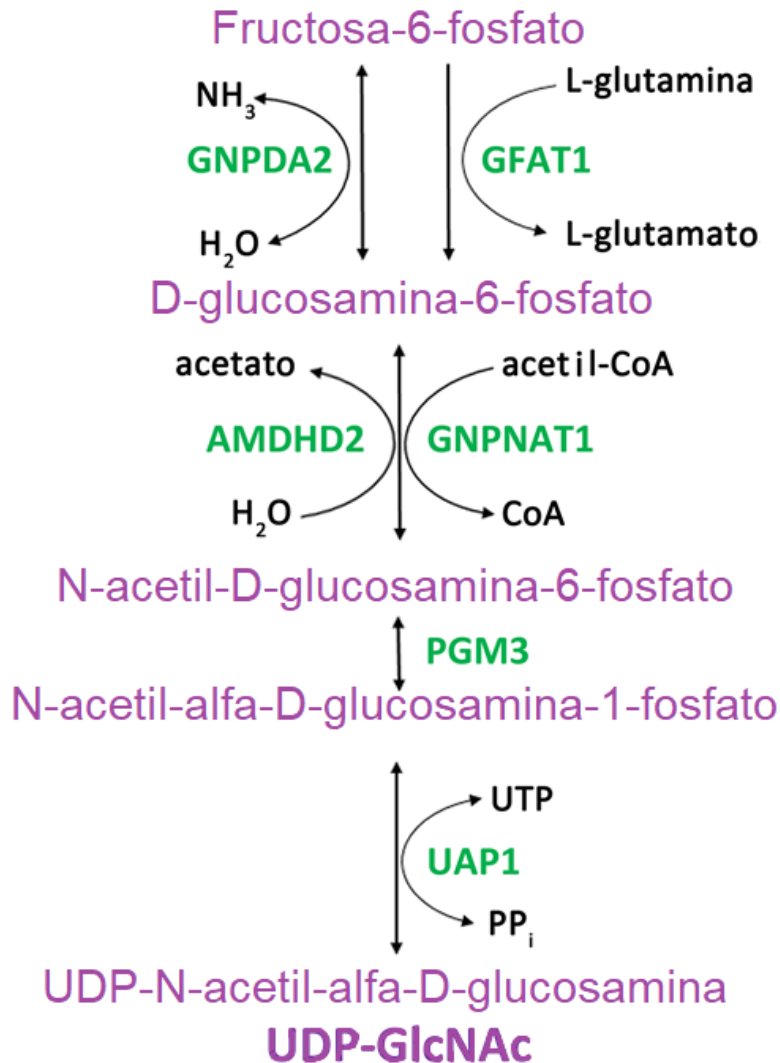 Fructosa-6-fosfato
NH₃
L-glutamina
GNPDA2
GFAT1
H₂O
L-glutamato
D-glucosamina-6-fosfato
acetato
acetil-CoA
AMDHD2
GNPNAT1
H₂O
CoA
N-acetil-D-glucosamina-6-fosfato
PGM3
N-acetil-alfa-D-glucosamina-1-fosfato
UTP
UAP1
PPᵢ
UDP-N-acetil-alfa-D-glucosamina
UDP-GlcNAc